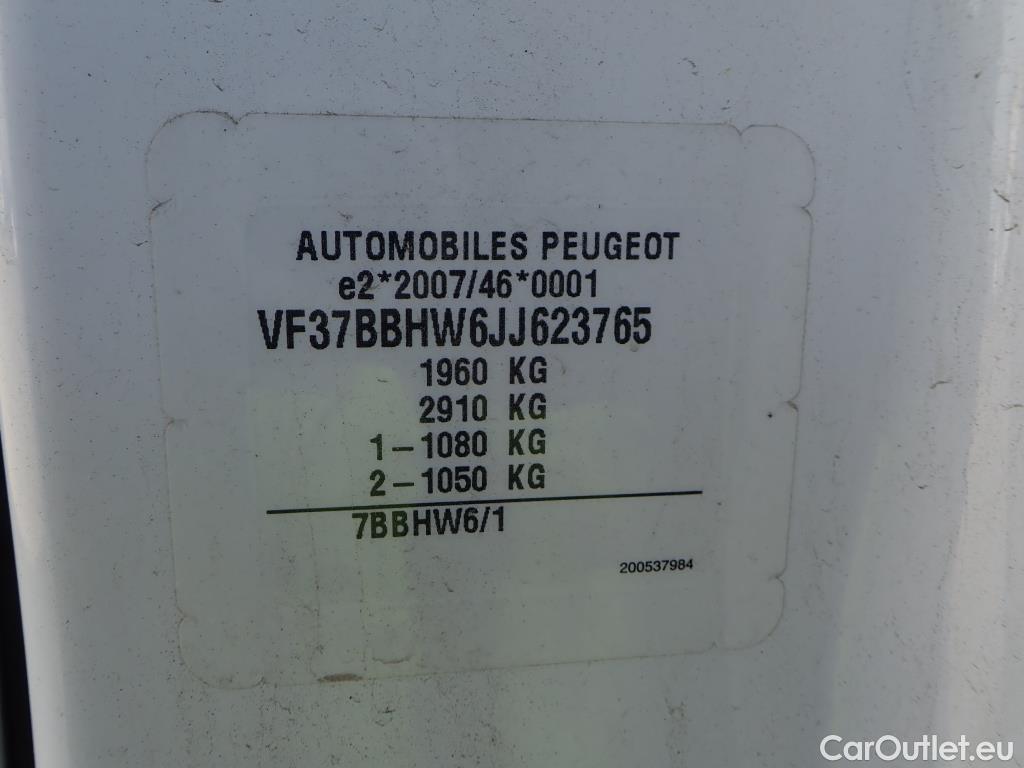 AUTOMOBILES PEUGEOT
e2*2007/46*0001
VF37BBHW6JJ623765
1960 KG
2910 KG
1-1080 KG
2-1050 KG
7BBHW6/1
200537984
CarOutlet.eu